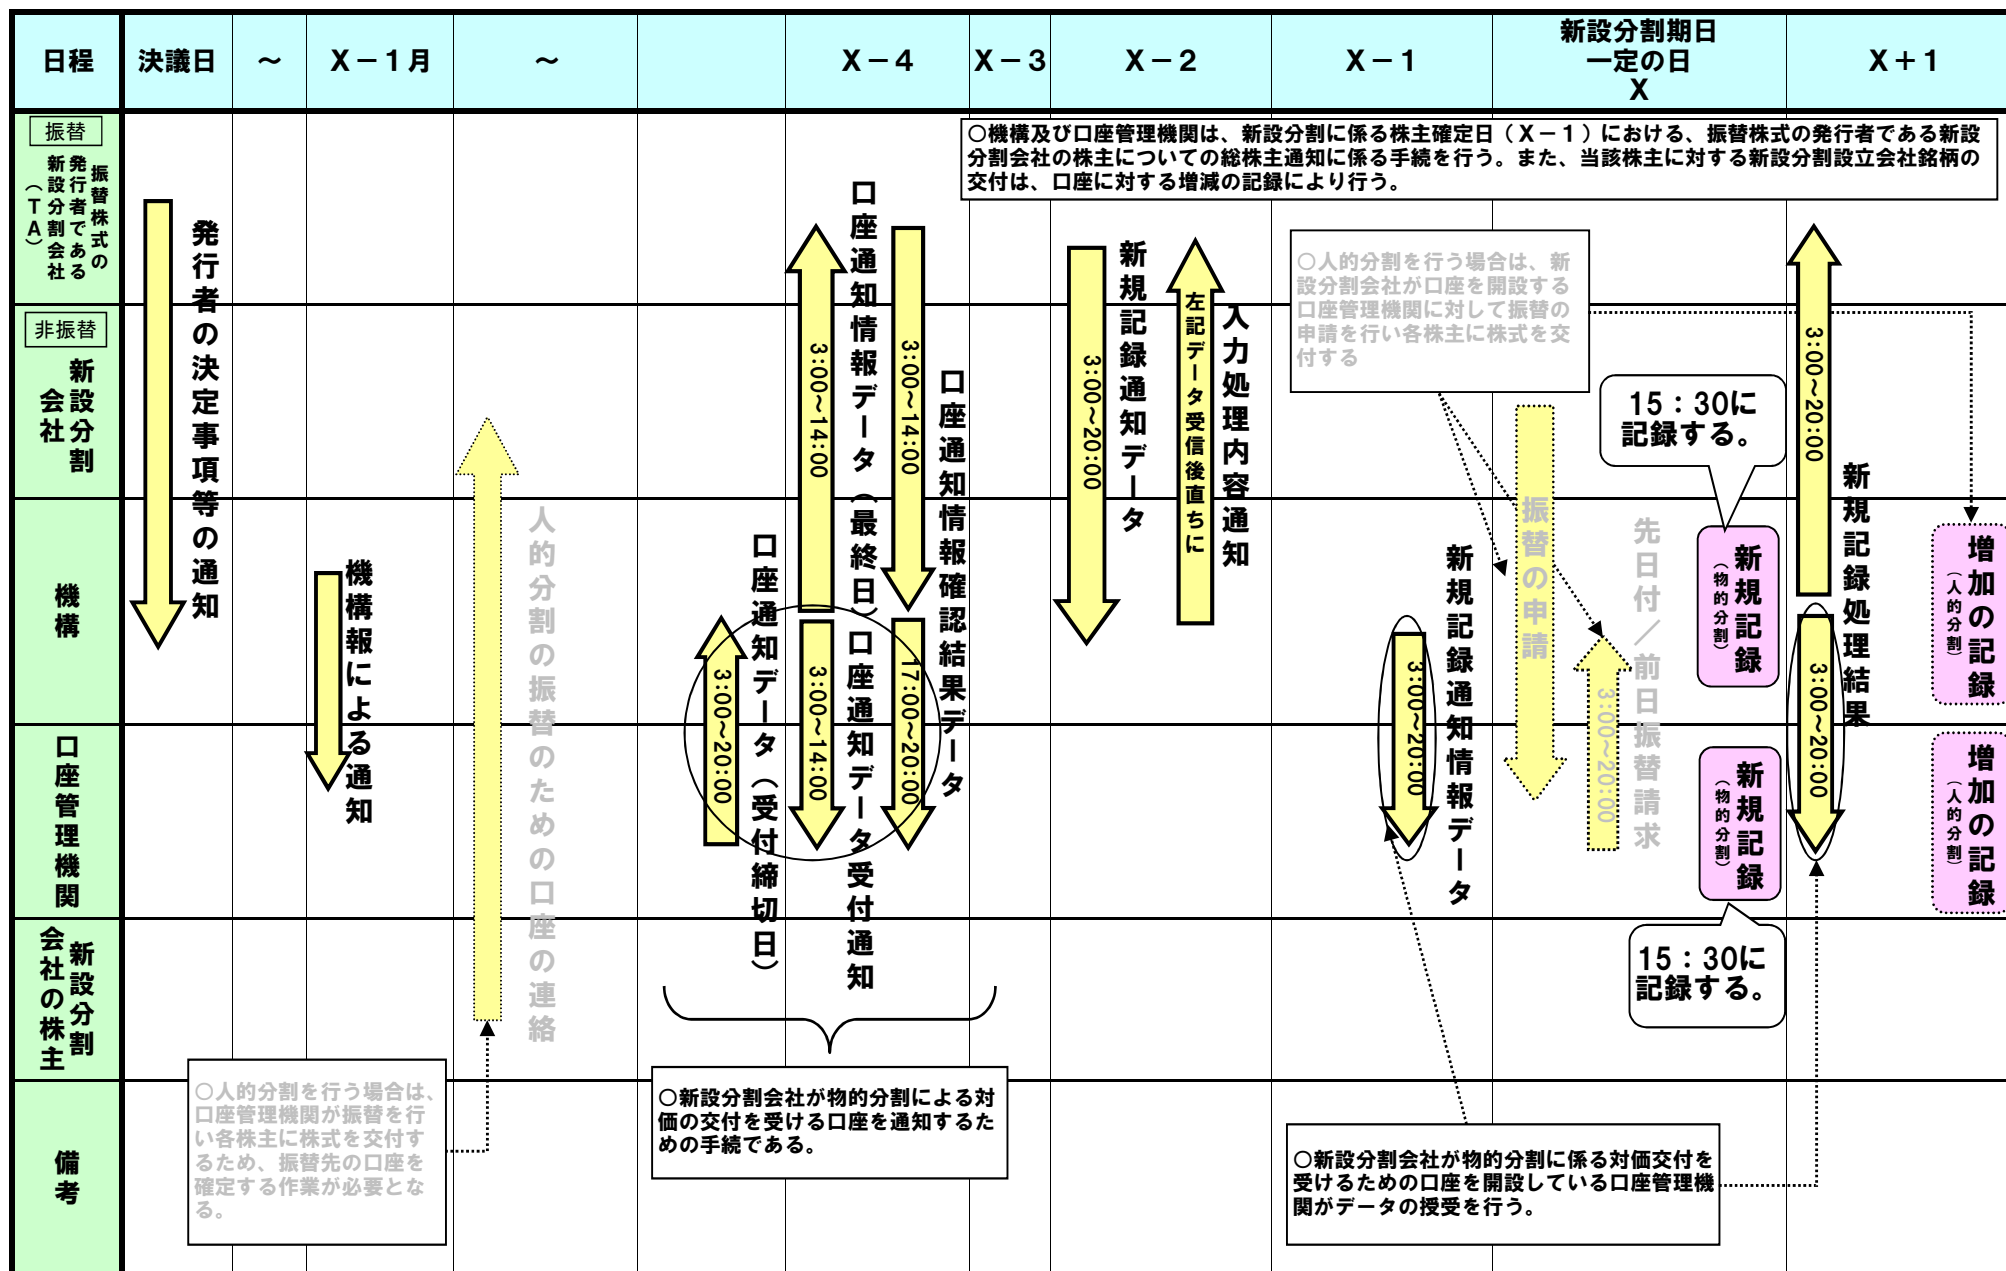 日程
決議日
～
X－1月
～
X－4
X－3
X－2
X－1
新設分割期日
一定の日
X
X＋1
振替
振替株式の
発行者である
新設分割会社
（TA）
非振替
新設分割
会社
機構
口座管理機関
新設分割
会社の株主
備考
○機構及び口座管理機関は、新設分割に係る株主確定日（X－1）における、振替株式の発行者である新設
分割会社の株主についての総株主通知に係る手続を行う。また、当該株主に対する新設分割設立会社銘柄の
交付は、口座に対する増減の記録により行う。
発行者の決定事項等の通知
機構報による通知
人的分割の振替のための口座の連絡
口座通知データ（受付締切日）
3:00～20:00
口座通知情報データ（最終日）
3:00～14:00
口座通知データ受付通知
3:00～14:00
口座通知情報確認結果データ
3:00～14:00
17:00～20:00
新規記録通知データ
3:00～20:00
入力処理内容通知
左記データ受信後直ちに
○人的分割を行う場合は、新
設分割会社が口座を開設する
口座管理機関に対して振替の
申請を行い各株主に株式を交
付する
新規記録通知情報データ
3:00～20:00
振替の申請
先日付／前日振替請求
3:00～20:00
15：30に
記録する。
新規記録
（物的分割）
新規記録
（物的分割）
15：30に
記録する。
新規記録処理結果
3:00～20:00
3:00～20:00
増加の記録
（人的分割）
増加の記録
（人的分割）
○人的分割を行う場合は、
口座管理機関が振替を行
い各株主に株式を交付す
るため、振替先の口座を
確定する作業が必要とな
る。
○新設分割会社が物的分割による対
価の交付を受ける口座を通知するた
めの手続である。
○新設分割会社が物的分割に係る対価交付を
受けるための口座を開設している口座管理機
関がデータの授受を行う。